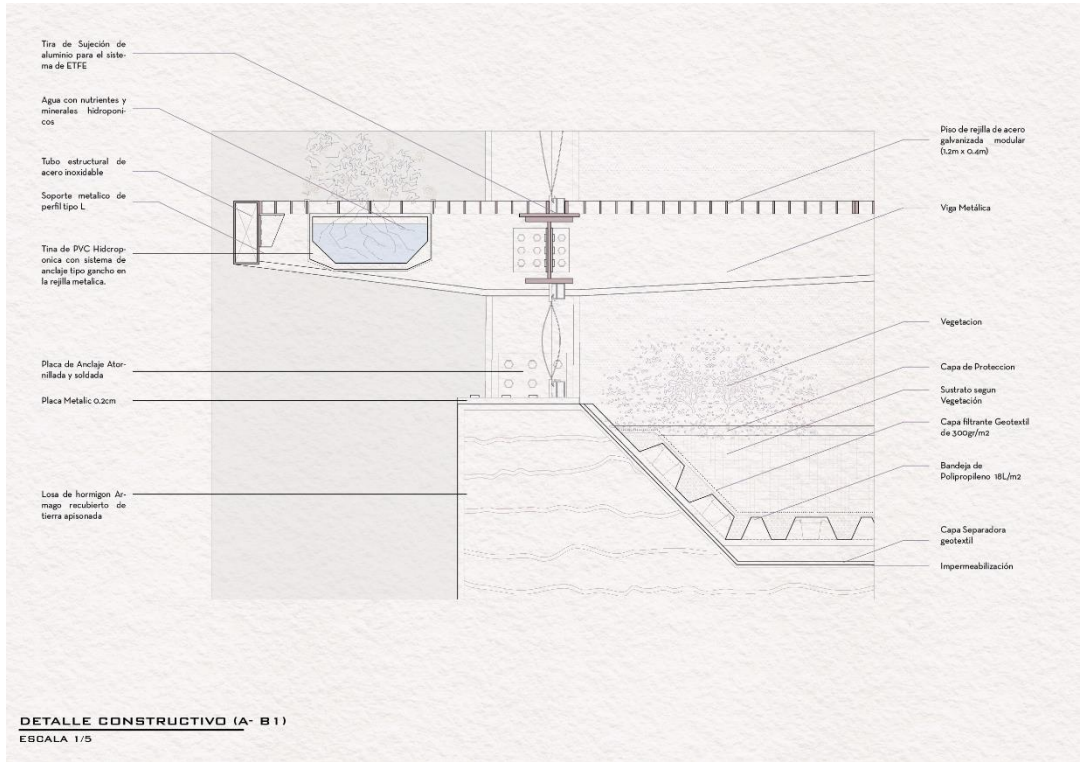 Tira de Sujeción de
aluminio para el siste-
ma de ETFE
Agua con nutrientes y
minerales hidroponi-
cos
Tubo estructural de
acero inoxidable
Soporte metalico de
perfil tipo L
Tina de PVC Hidcrop-
onica con sistema de
anclaje tipo gancho en
la rejilla metalica.
Placa de Anclaje Ator-
nillada y soldada
Placa Metalic 0.2cm
Losa de hormigon Ar-
mago recubierto de
tierra apisonada
Piso de rejilla de acero
galvanizada modular
(1.2m x 0.4m)
Viga Metálica
Vegetacion
Capa de Proteccion
Sustrato segun
Vegetación
Capa filtrante Geotextil
de 300gr/m2
Bandeja de
Polipropileno 18L/m2
Capa Separadora
geotextil
Impermeabilización
DETALLE CONSTRUCTIVO (A- B1)
ESCALA 1/5